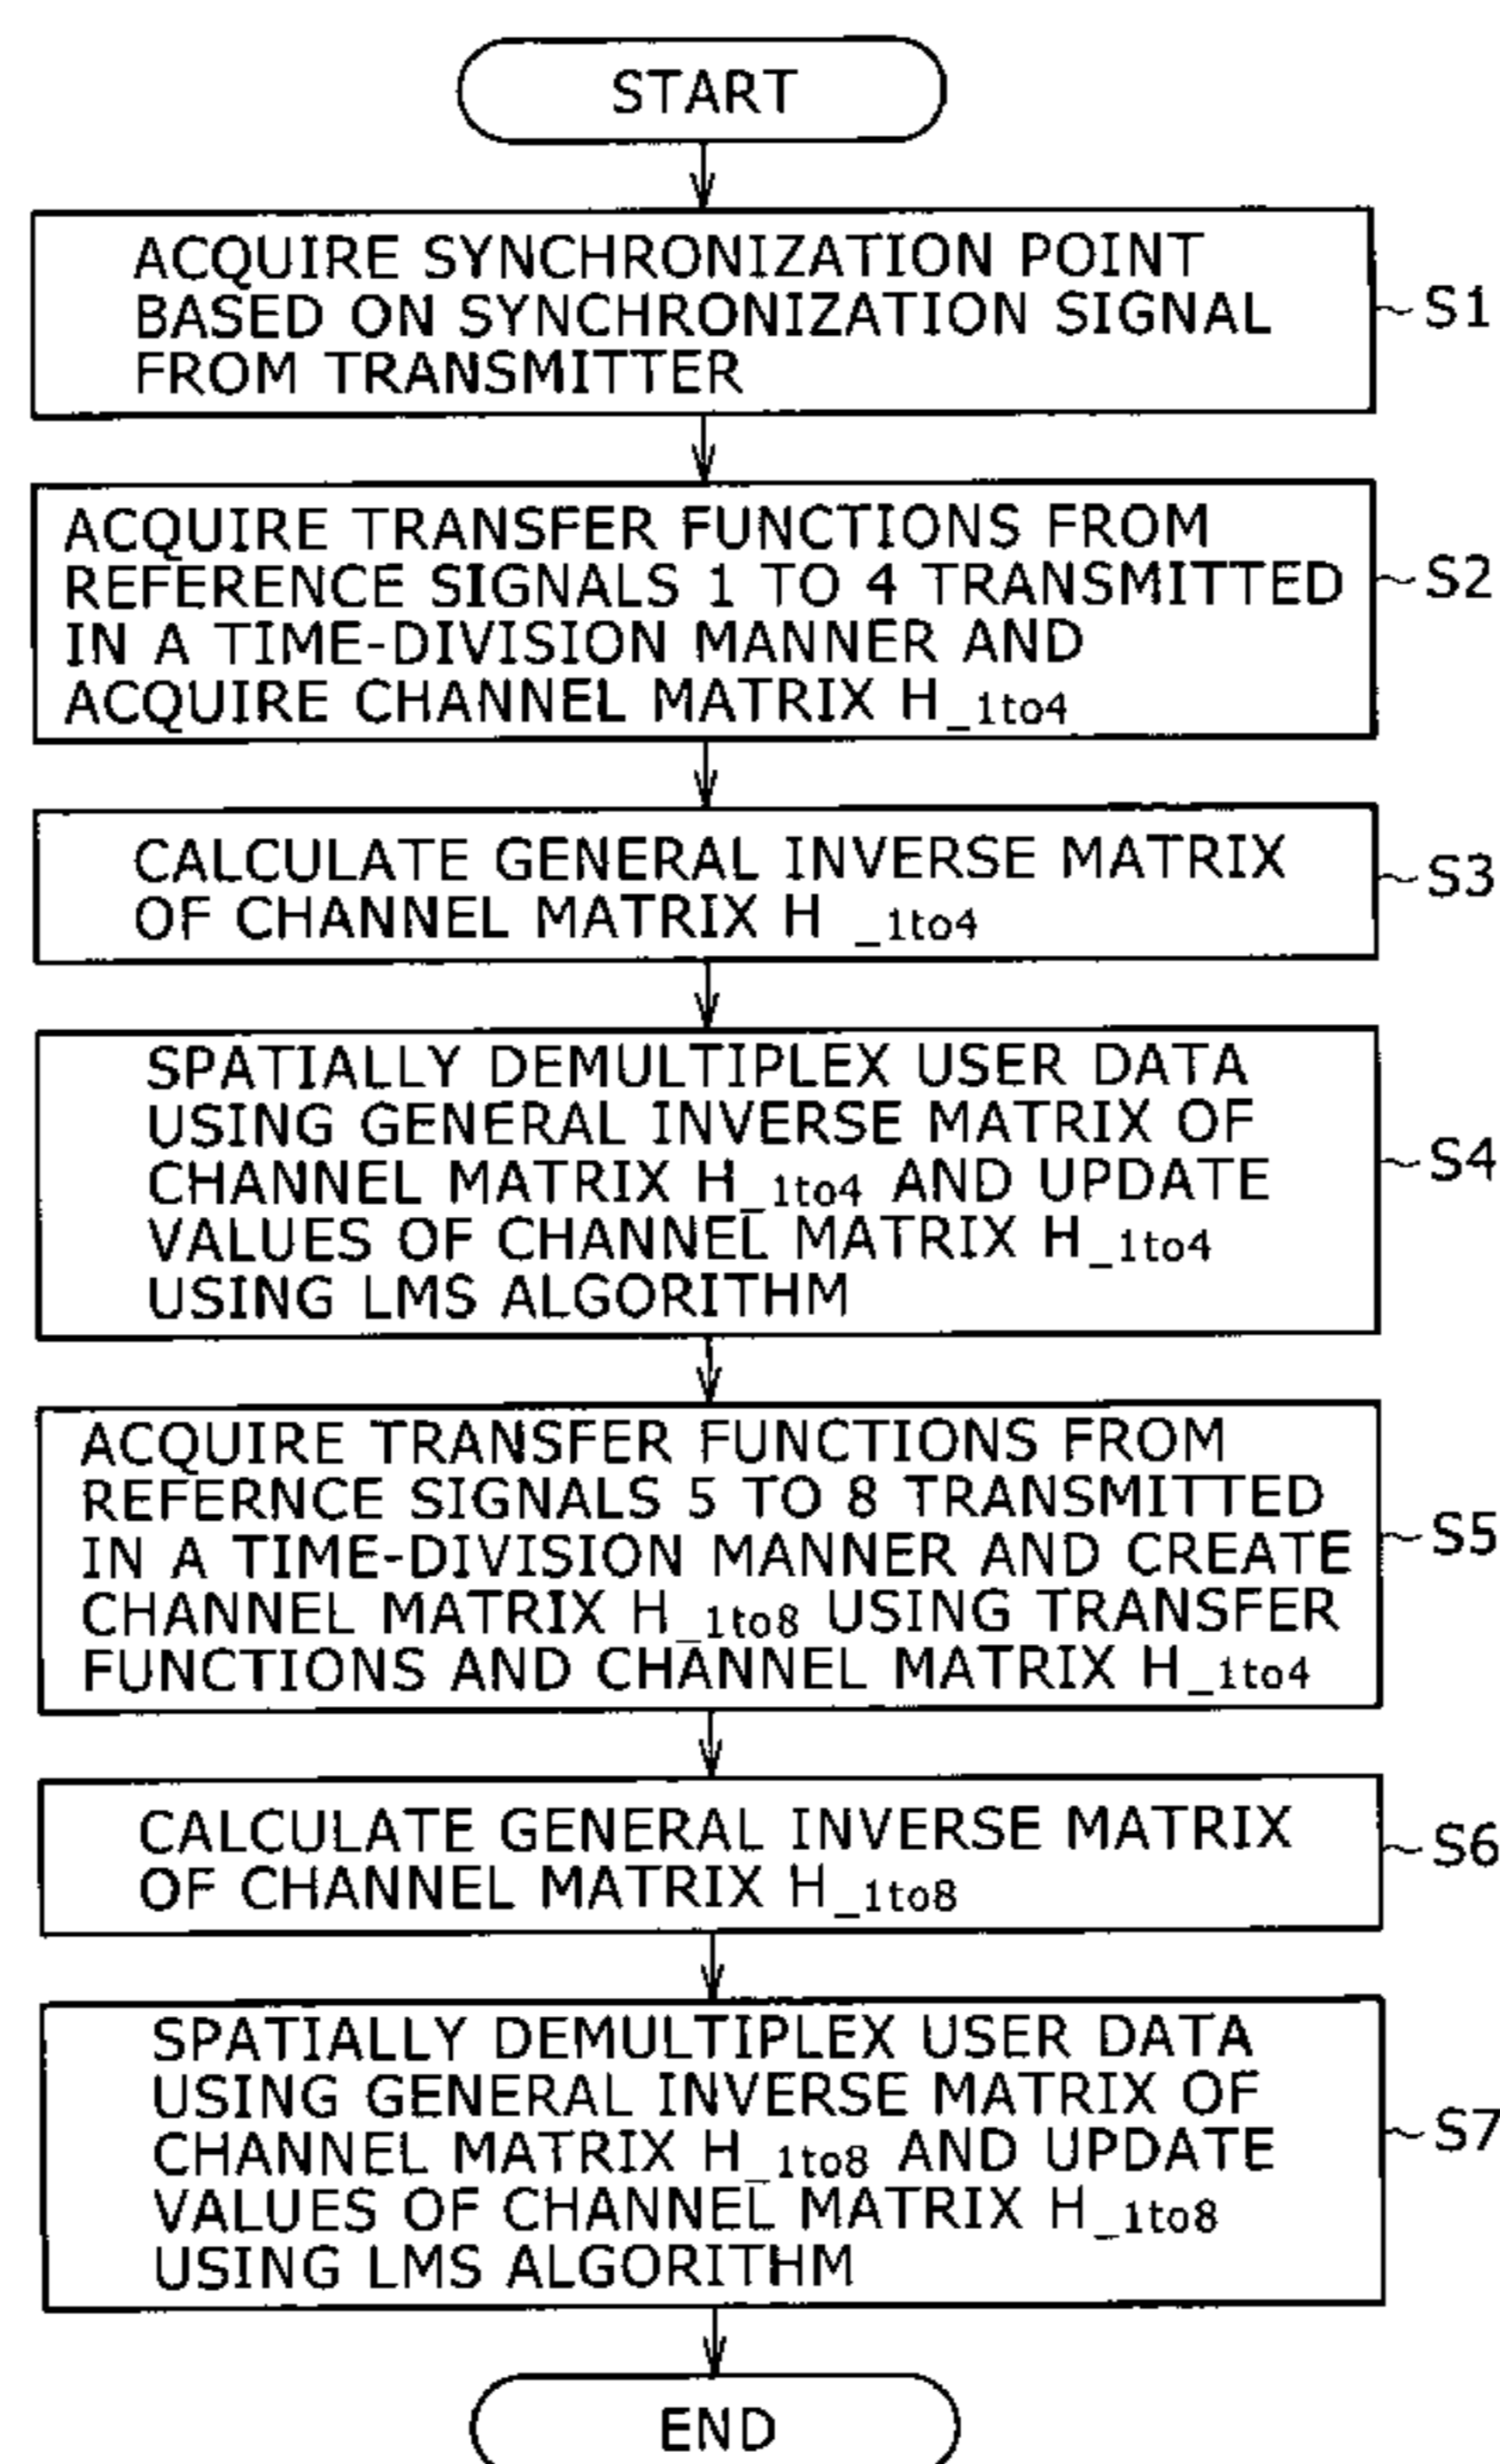 START
ACQUIRE SYNCHRONIZATION POINT
BASED ON SYNCHRONIZATION SIGNAL
FROM TRANSMITTER
S1
ACQUIRE TRANSFER FUNCTIONS FROM
REFERENCE SIGNALS 1 TO 4 TRANSMITTED
IN A TIME-DIVISION MANNER AND
ACQUIRE CHANNEL MATRIX H_1to4
S2
CALCULATE GENERAL INVERSE MATRIX
OF CHANNEL MATRIX H _1to4
S3
SPATIALLY DEMULTIPLEX USER DATA
USING GENERAL INVERSE MATRIX OF
CHANNEL MATRIX H_1to4 AND UPDATE
VALUES OF CHANNEL MATRIX H_1to4
USING LMS ALGORITHM
S4
ACQUIRE TRANSFER FUNCTIONS FROM
REFERNCE SIGNALS 5 TO 8 TRANSMITTED
IN A TIME-DIVISION MANNER AND CREATE
CHANNEL MATRIX H_1to8 USING TRANSFER
FUNCTIONS AND CHANNEL MATRIX H_1to4
S5
CALCULATE GENERAL INVERSE MATRIX
OF CHANNEL MATRIX H_1to8
S6
SPATIALLY DEMULTIPLEX USER DATA
USING GENERAL INVERSE MATRIX OF
CHANNEL MATRIX H_1to8 AND UPDATE
VALUES OF CHANNEL MATRIX H_1to8
USING LMS ALGORITHM
S7
END